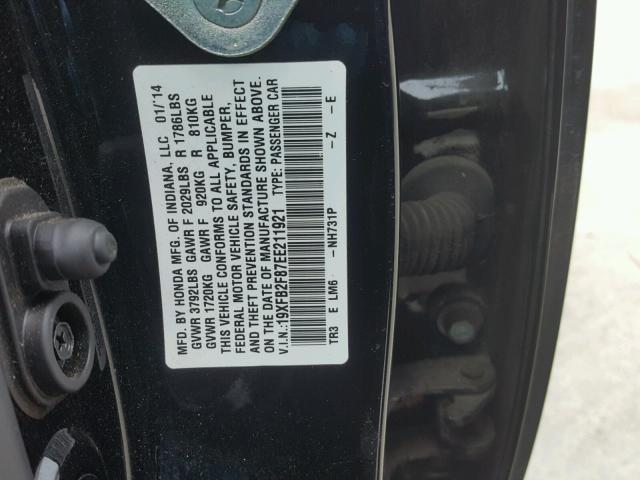 MFD. BY HONDA MFG. OF INDIANA, LLC 01/14
GVWR 3792LBS GAWR F 2029LBS R 1786LBS
GVWR 1720KG GAWR F 920KG R 810KG
THIS VEHICLE CONFORMS TO ALL APPLICABLE
FEDERAL MOTOR VEHICLE SAFETY, BUMPER,
AND THEFT PREVENTION STANDARDS IN EFFECT
ON THE DATE OF MANUFACTURE SHOWN ABOVE.
V.I.N.:19XFB2F87EE211921 TYPE: PASSENGER CAR
TR3 E LM6 -NH731P -Z -E